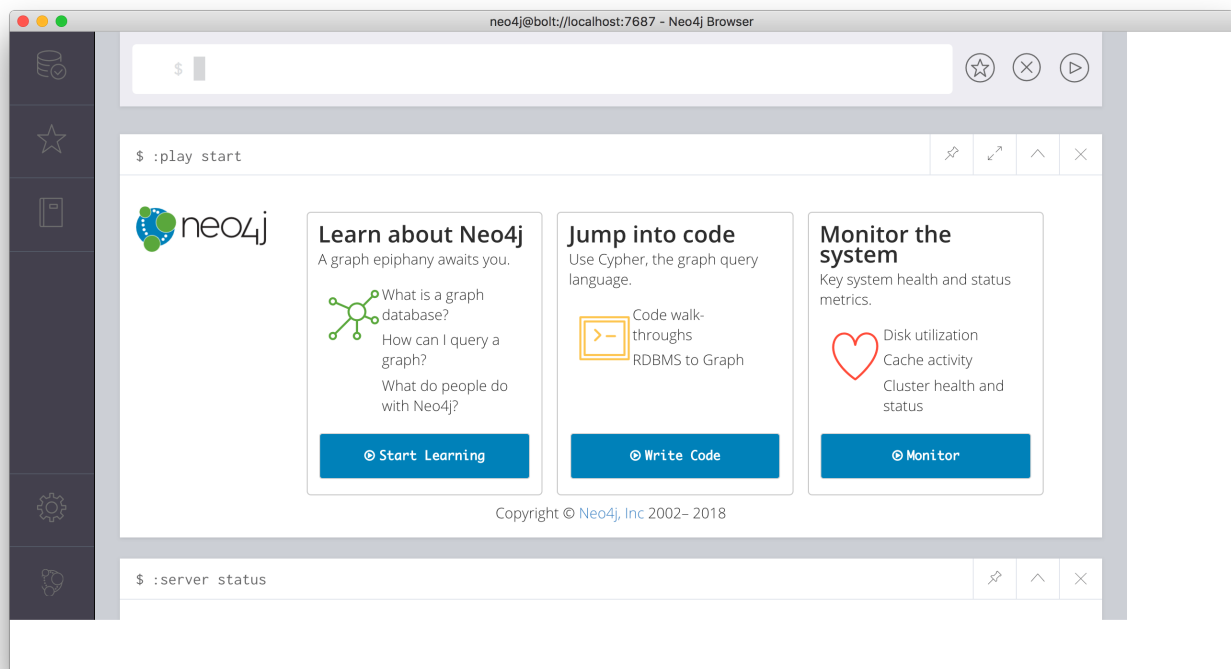 neo4j@bolt://localhost:7687 - Neo4j Browser
$
$ :play start
neo4j
Learn about Neo4j
A graph epiphany awaits you.
What is a graph
database?
How can I query a
graph?
What do people do
with Neo4j?
Start Learning
Jump into code
Use Cypher, the graph query
language.
Code walk-
throughs
RDBMS to Graph
Write Code
Monitor the
system
Key system health and status
metrics.
Disk utilization
Cache activity
Cluster health and
status
Monitor
Copyright © Neo4j, Inc 2002– 2018
$ :server status